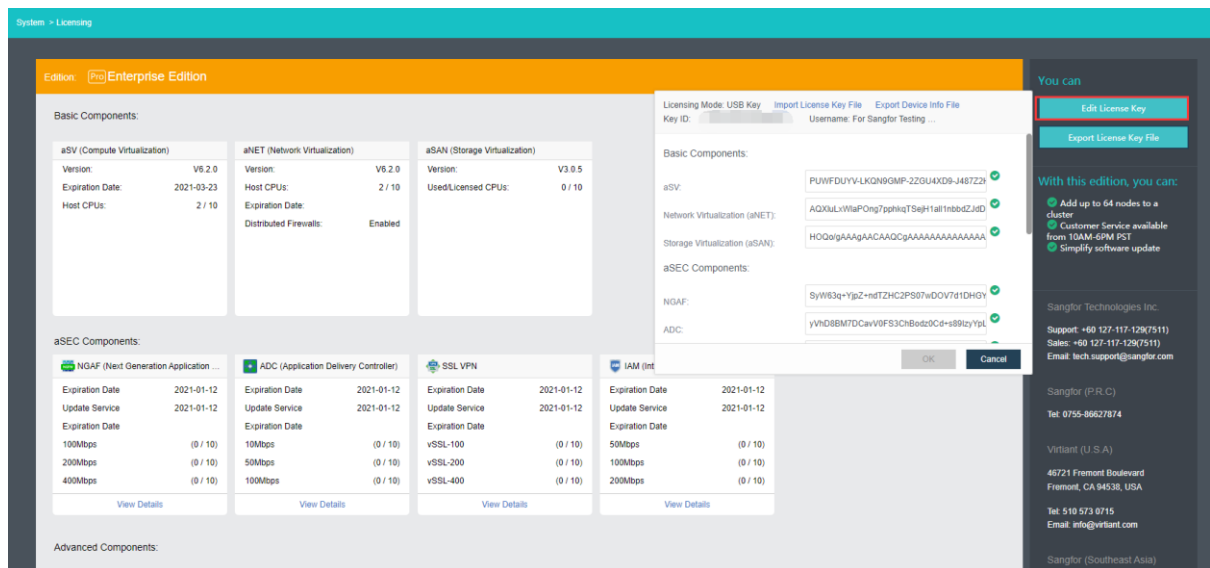 System > Licensing
Edition: Pro Enterprise Edition
Basic Components:
aSV (Compute Virtualization)
Version: V6.2.0
Expiration Date: 2021-03-23
Host CPUs: 2 / 10
aNET (Network Virtualization)
Version: V6.2.0
Host CPUs: 2 / 10
Expiration Date:
Distributed Firewalls: Enabled
aSAN (Storage Virtualization)
Version: V3.0.5
Used/Licensed CPUs: 0 / 10
aSEC Components:
NGAF (Next Generation Application ...
Expiration Date 2021-01-12
Update Service 2021-01-12
Expiration Date
100Mbps (0 / 10)
200Mbps (0 / 10)
400Mbps (0 / 10)
View Details
ADC (Application Delivery Controller)
Expiration Date 2021-01-12
Update Service 2021-01-12
Expiration Date
10Mbps (0 / 10)
50Mbps (0 / 10)
100Mbps (0 / 10)
View Details
SSL VPN
Expiration Date 2021-01-12
Update Service 2021-01-12
Expiration Date
vSSL-100 (0 / 10)
vSSL-200 (0 / 10)
vSSL-400 (0 / 10)
View Details
IAM (Int
Expiration Date 2021-01-12
Update Service 2021-01-12
Expiration Date
50Mbps (0 / 10)
100Mbps (0 / 10)
200Mbps (0 / 10)
View Details
Advanced Components:
Licensing Mode: USB Key Import License Key File Export Device Info File
Key ID: Username: For Sangfor Testing ...
Basic Components:
aSV:
Network Virtualization (aNET):
Storage Virtualization (aSAN):
aSEC Components:
NGAF:
ADC:
OK Cancel
You can
Edit License Key
Export License Key File
With this edition, you can:
Add up to 64 nodes to a
cluster
Customer Service available
from 10AM-6PM PST
Simplify software update
Sangfor Technologies Inc.
Support: +60 127-117-129(7511)
Sales: +60 127-117-129(7511)
Email: tech.support@sangfor.com
Sangfor (P.R.C)
Tel: 0755-86627874
Virtiant (U.S.A)
46721 Fremont Boulevard
Fremont, CA 94538, USA
Tel: 510 573 0715
Email: info@virtiant.com
Sangfor (Southeast Asia)